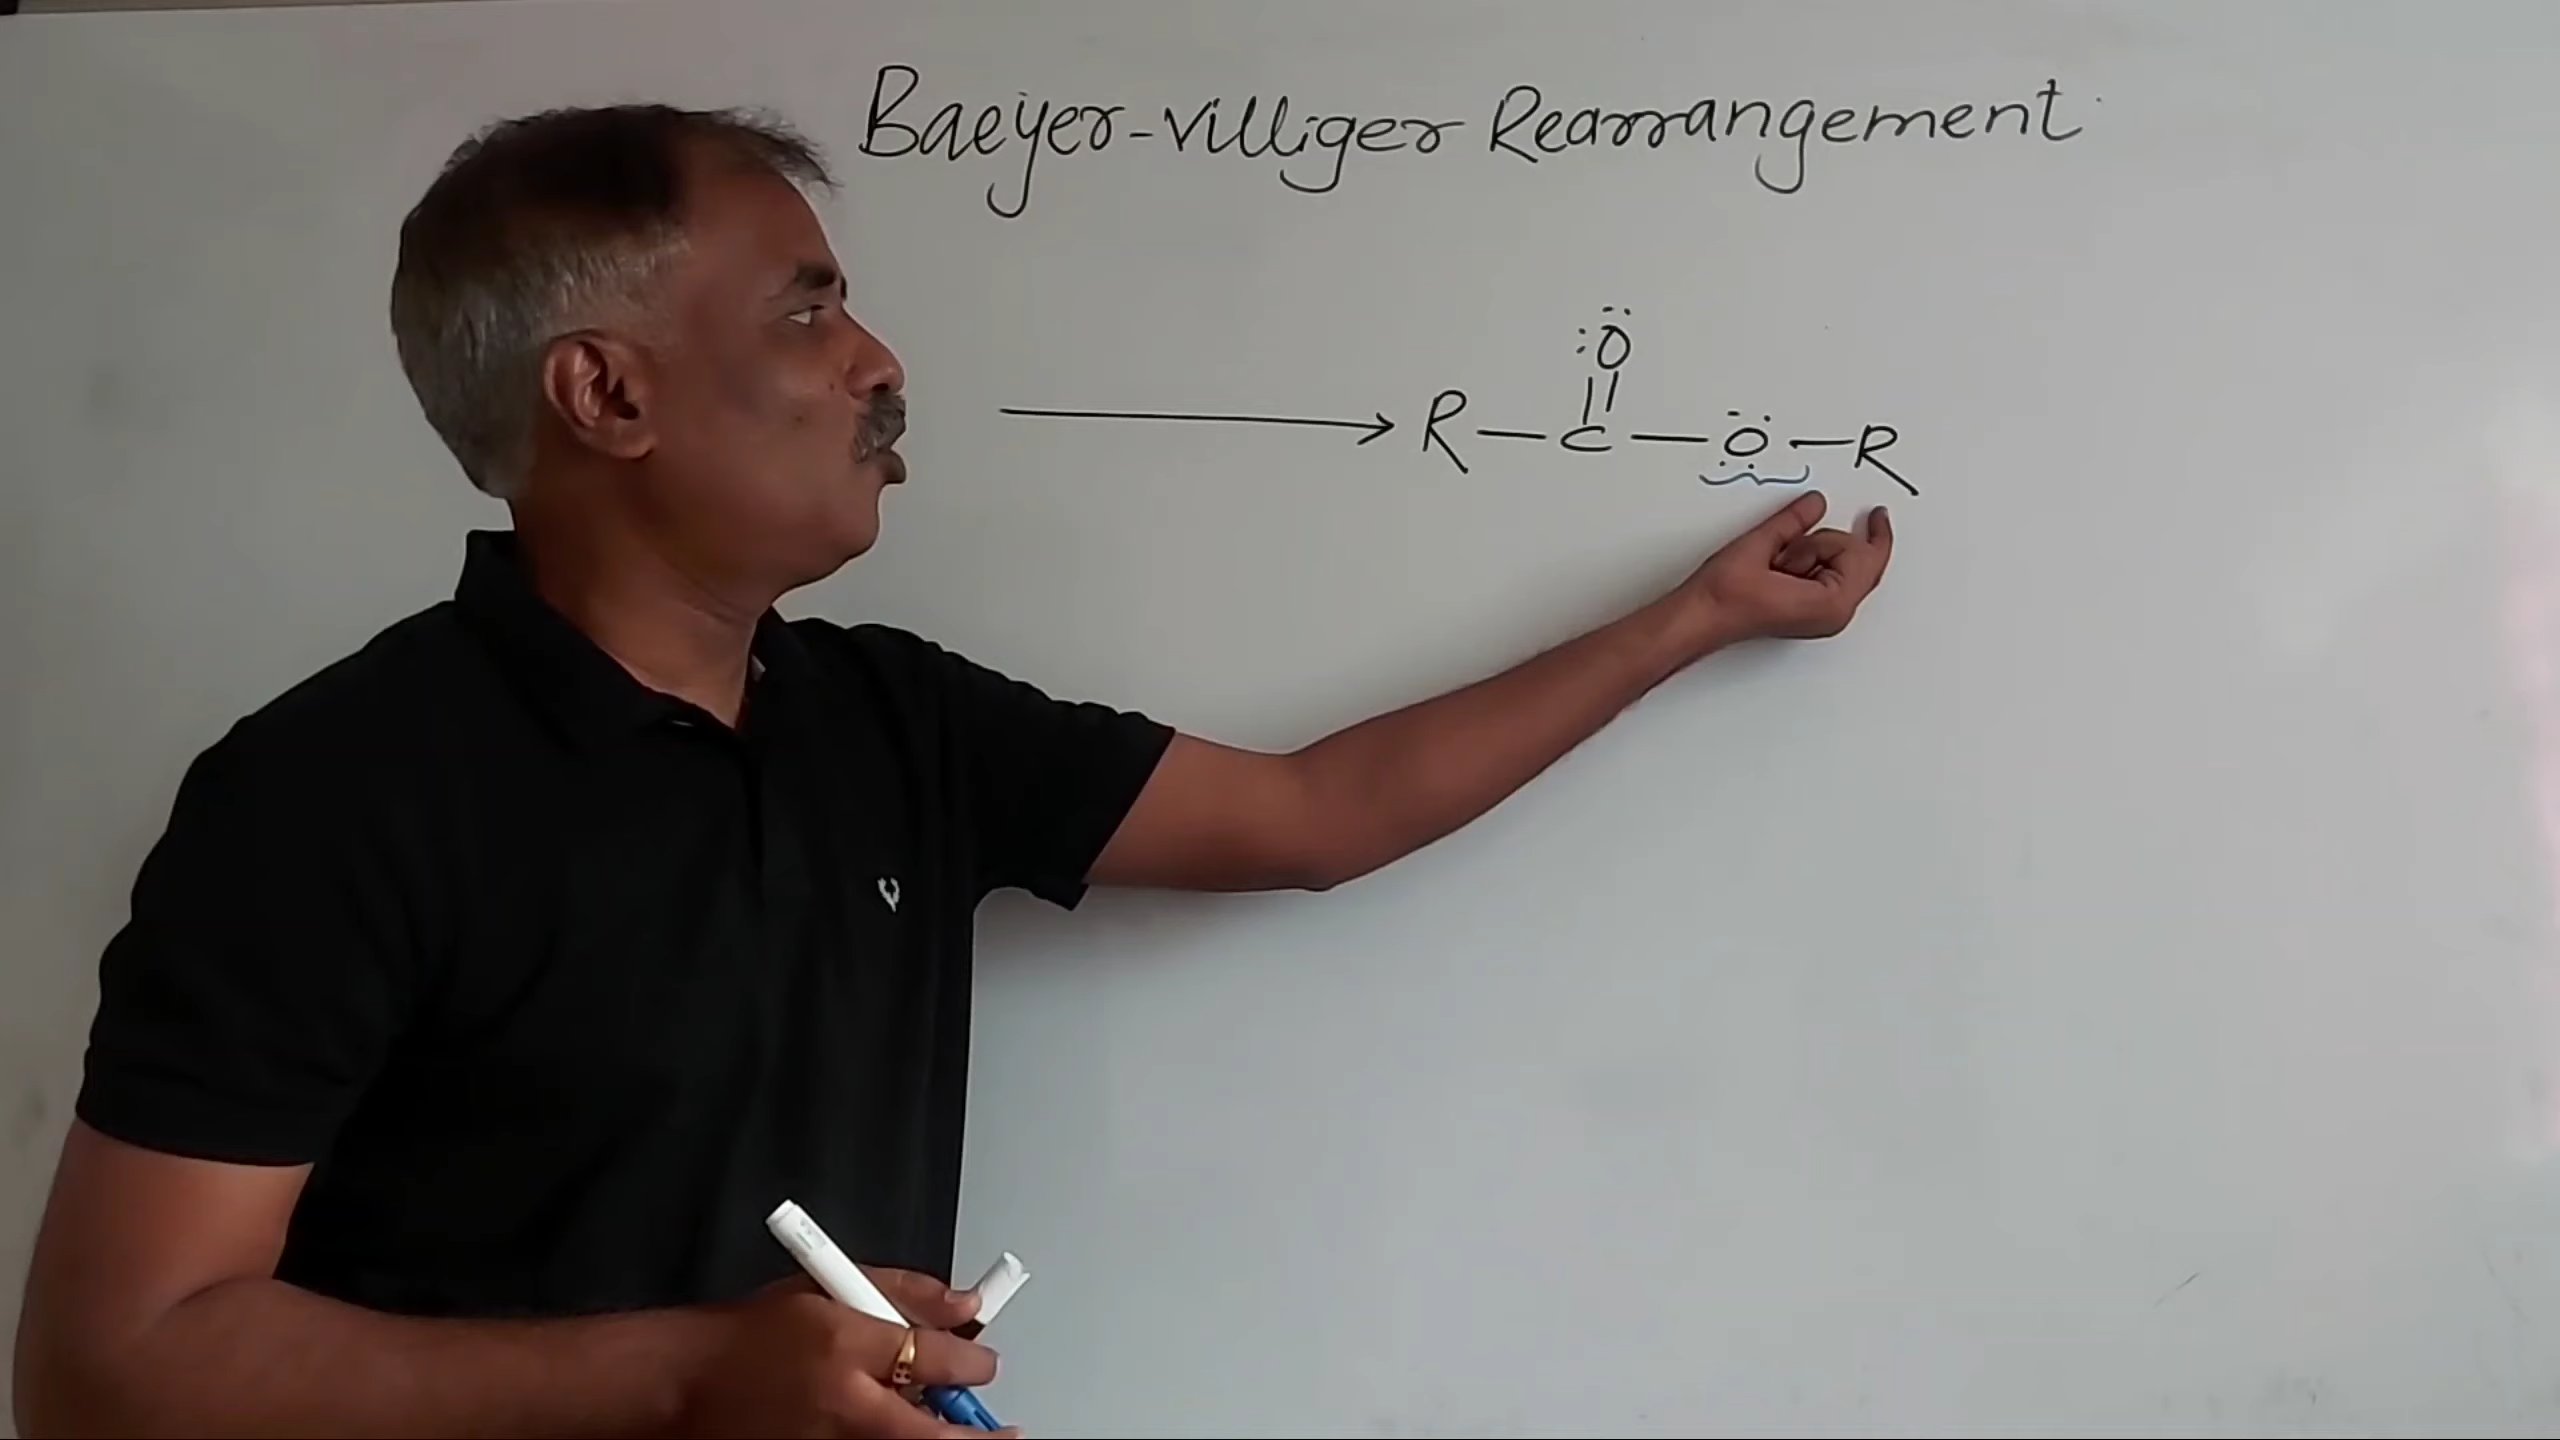 Baeyer-villiger Rearrangement
:Ö
||
R—C—Ö—R